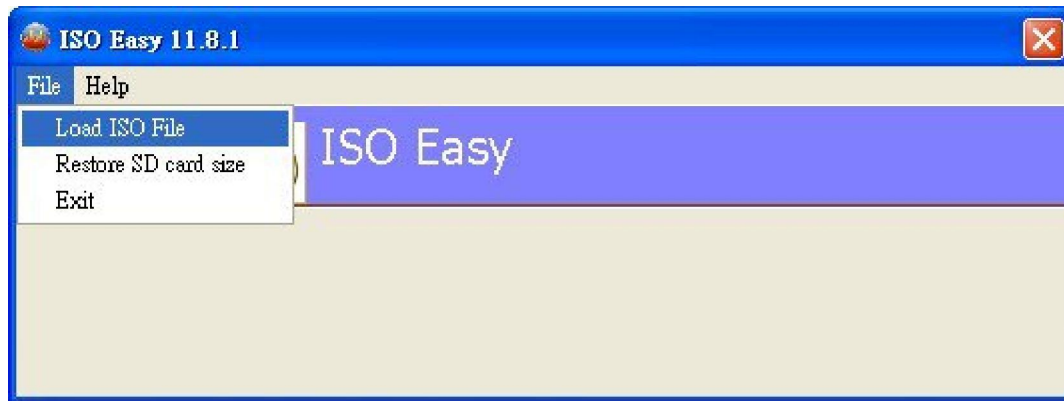 ISO Easy 11.8.1
File Help
Load ISO File
Restore SD card size
Exit
ISO Easy